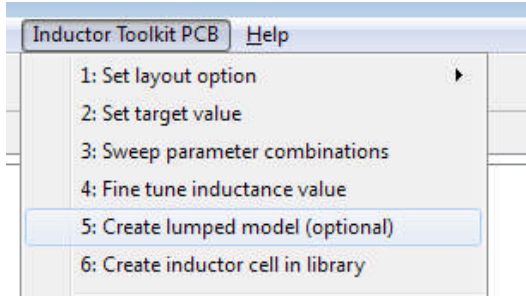 Inductor Toolkit PCB Help
1: Set layout option
2: Set target value
3: Sweep parameter combinations
4: Fine tune inductance value
5: Create lumped model (optional)
6: Create inductor cell in library